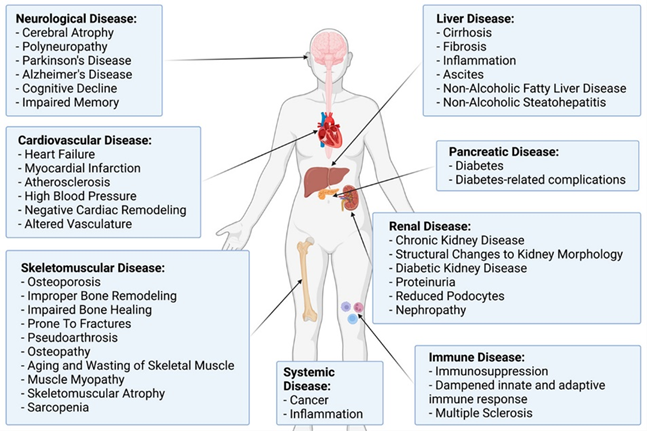 Neurological Disease:
- Cerebral Atrophy
- Polyneuropathy
- Parkinson's Disease
- Alzheimer's Disease
- Cognitive Decline
- Impaired Memory
Cardiovascular Disease:
- Heart Failure
- Myocardial Infarction
- Atherosclerosis
- High Blood Pressure
- Negative Cardiac Remodeling
- Altered Vasculature
Skeletomuscular Disease:
- Osteoporosis
- Improper Bone Remodeling
- Impaired Bone Healing
- Prone To Fractures
- Pseudoarthrosis
- Osteopathy
- Aging and Wasting of Skeletal Muscle
- Muscle Myopathy
- Skeletomuscular Atrophy
- Sarcopenia
Systemic
Disease:
- Cancer
- Inflammation
Liver Disease:
- Cirrhosis
- Fibrosis
- Inflammation
- Ascites
- Non-Alcoholic Fatty Liver Disease
- Non-Alcoholic Steatohepatitis
Pancreatic Disease:
- Diabetes
- Diabetes-related complications
Renal Disease:
- Chronic Kidney Disease
- Structural Changes to Kidney Morphology
- Diabetic Kidney Disease
- Proteinuria
- Reduced Podocytes
- Nephropathy
Immune Disease:
- Immunosuppression
- Dampened innate and adaptive
immune response
- Multiple Sclerosis